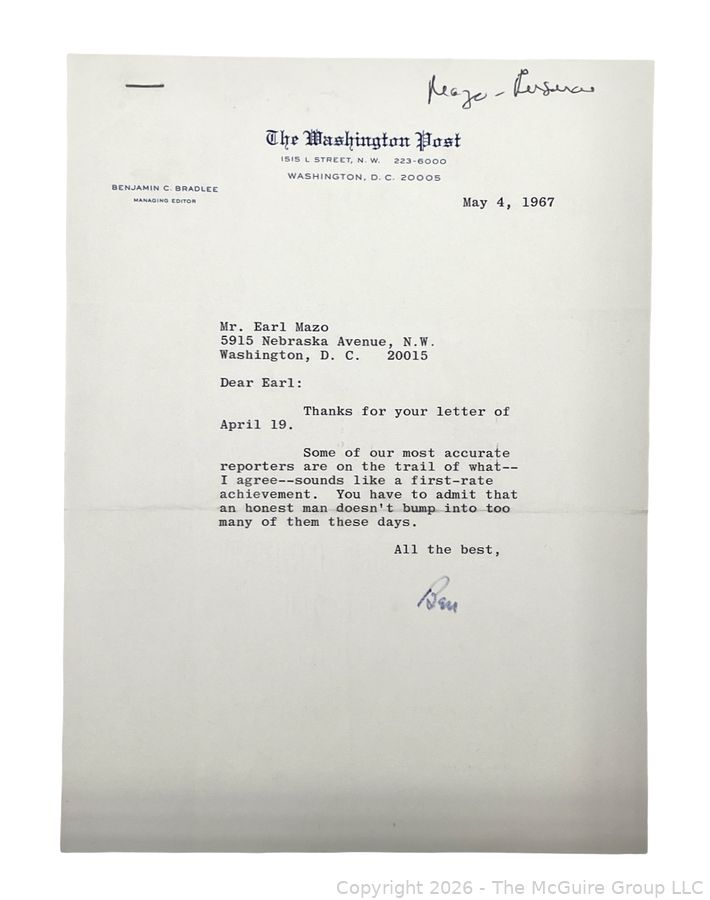 Mazo - Personal
The Washington Post
1515 L STREET, N. W. 223-6000
WASHINGTON, D. C. 20005
BENJAMIN C. BRADLEE
MANAGING EDITOR
May 4, 1967
Mr. Earl Mazo
5915 Nebraska Avenue, N.W.
Washington, D. C. 20015
Dear Earl:
Thanks for your letter of
April 19.
Some of our most accurate
reporters are on the trail of what--
I agree--sounds like a first-rate
achievement. You have to admit that
an honest man doesn't bump into too
many of them these days.
All the best,
Ben
Copyright 2026 - The McGuire Group LLC